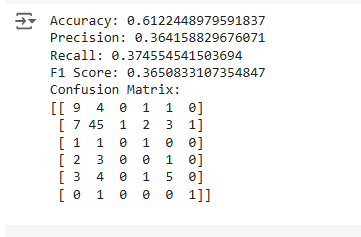 Accuracy: 0.6122448979591837
Precision: 0.364158829676071
Recall: 0.374554541503694
F1 Score: 0.3650833107354847
Confusion Matrix:
[[ 9  4  0  1  1  0]
 [ 7 45  1  2  3  1]
 [ 1  1  0  1  0  0]
 [ 2  3  0  0  1  0]
 [ 3  4  0  1  5  0]
 [ 0  1  0  0  0  1]]